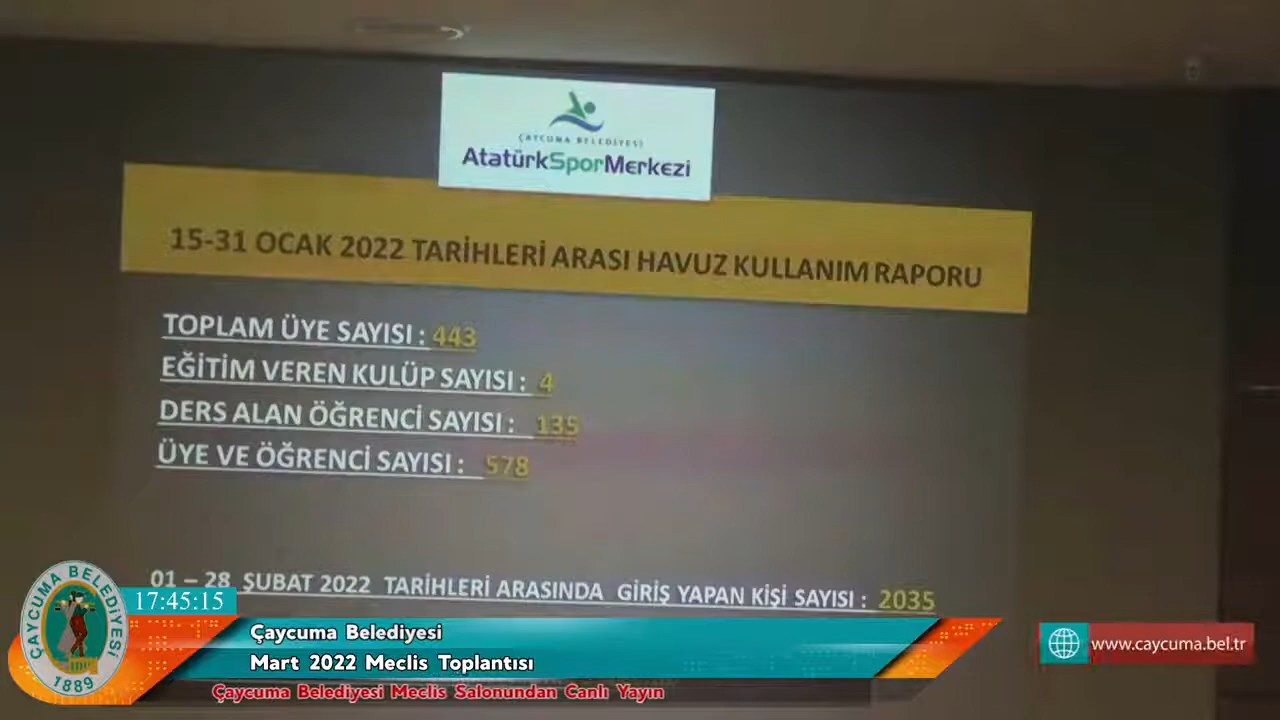 ÇAYCUMA BELEDİYESİ
AtatürkSporMerkezi
15-31 OCAK 2022 TARİHLERİ ARASI HAVUZ KULLANIM RAPORU
TOPLAM ÜYE SAYISI : 443
EĞİTİM VEREN KULÜP SAYISI : 4
DERS ALAN ÖĞRENCİ SAYISI : 135
ÜYE VE ÖĞRENCİ SAYISI : 578
01 – 28 ŞUBAT 2022 TARİHLERİ ARASINDA GİRİŞ YAPAN KİŞİ SAYISI : 2035
ÇAYCUMA BELEDİYESİ
1889
17:45:15
Çaycuma Belediyesi
Mart 2022 Meclis Toplantısı
Çaycuma Belediyesi Meclis Salonundan Canlı Yayın
www.caycuma.bel.tr